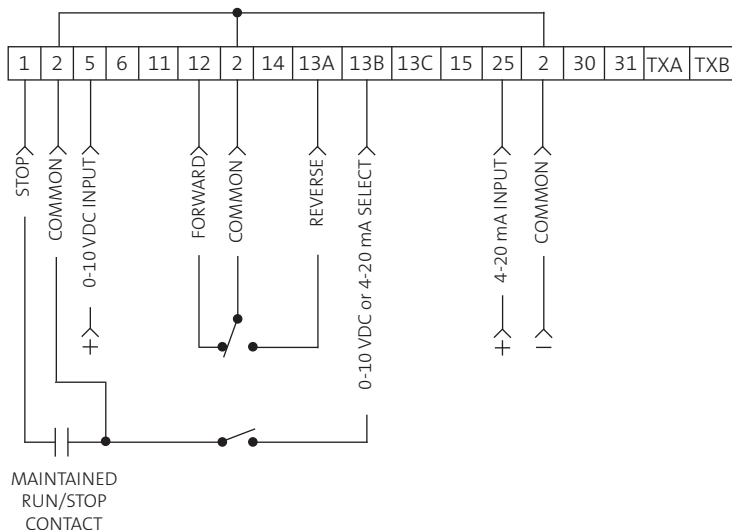 1 2 5 6 11 12 2 14 13A 13B 13C 15 25 2 30 31 TXA TXB
STOP
COMMON
0-10 VDC INPUT
FORWARD
COMMON
REVERSE
0-10 VDC or 4-20 mA SELECT
4-20 mA INPUT
COMMON
+
+
–
MAINTAINED
RUN/STOP
CONTACT